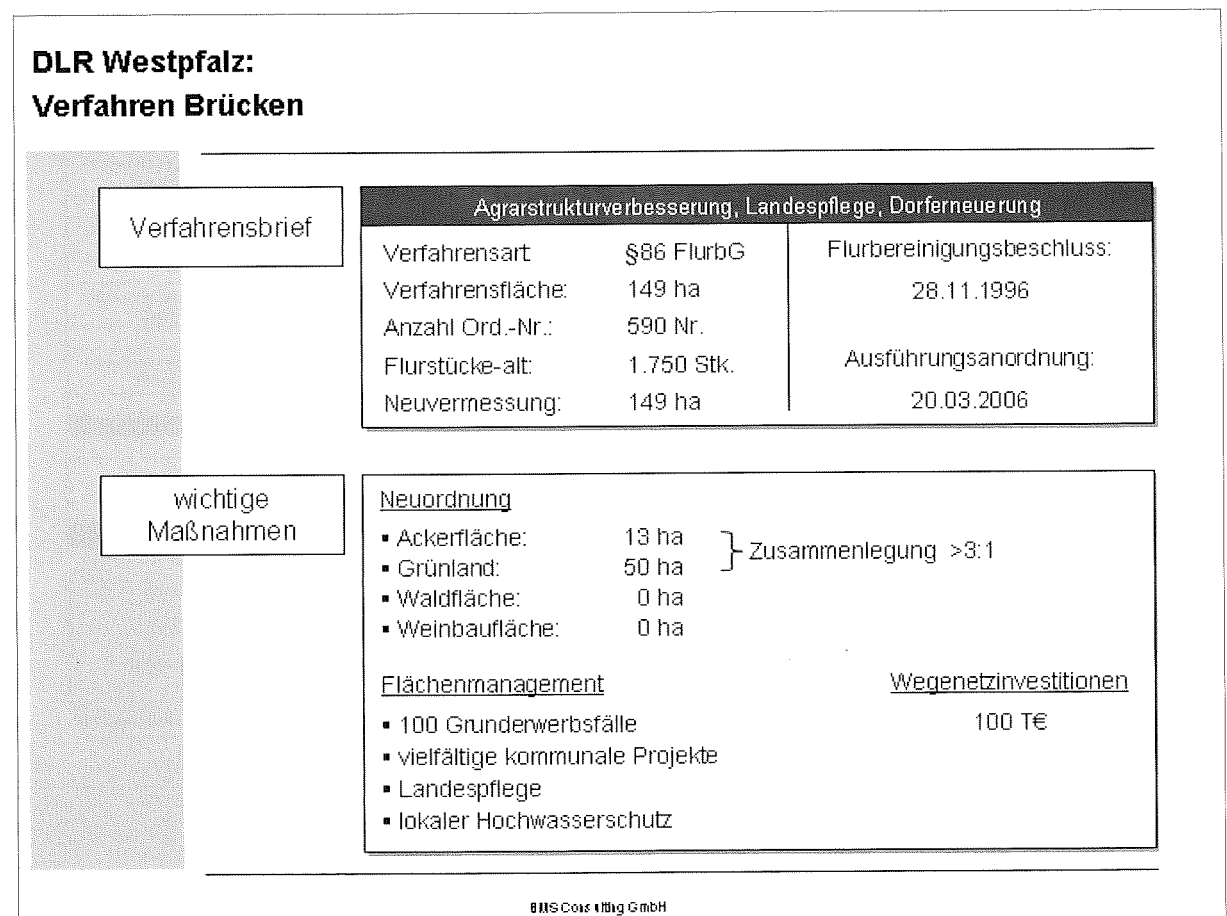 DLR Westpfalz:
Verfahren Brücken
Verfahrensbrief
Agrarstrukturverbesserung, Landespflege, Dorferneuerung
Verfahrensart §86 FlurbG
Verfahrensfläche: 149 ha
Anzahl Ord.-Nr.: 590 Nr.
Flurstücke-alt: 1.750 Stk.
Neuvermessung: 149 ha
Flurbereinigungsbeschluss:
28.11.1996
Ausführungsanordnung:
20.03.2006
wichtige
Maßnahmen
Neuordnung
▪ Ackerfläche: 13 ha
▪ Grünland: 50 ha
Zusammenlegung >3:1
▪ Waldfläche: 0 ha
▪ Weinbaufläche: 0 ha
Flächenmanagement
▪ 100 Grunderwerbsfälle
▪ vielfältige kommunale Projekte
▪ Landespflege
▪ lokaler Hochwasserschutz
Wegenetzinvestitionen
100 T€
GmbH